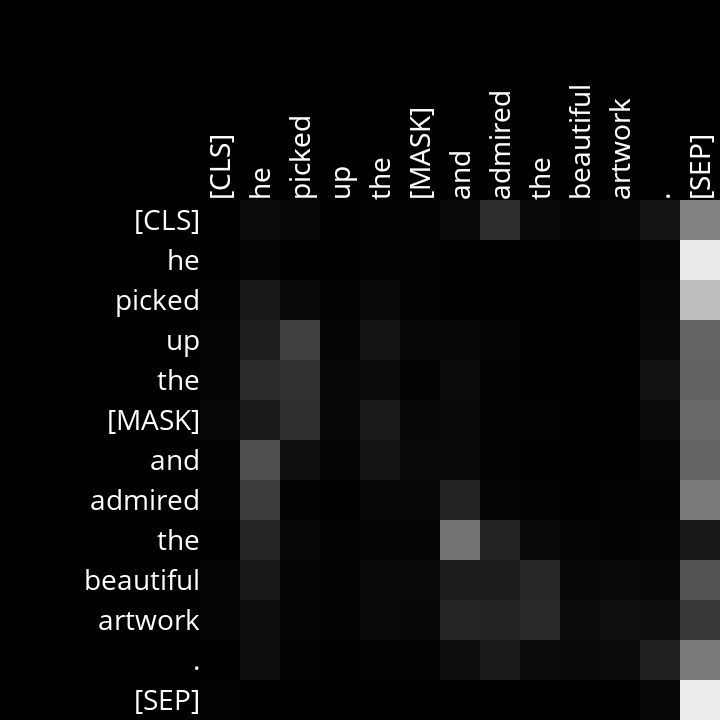 [CLS] he picked up the [MASK] and admired the beautiful artwork . [SEP]
[CLS]
he
picked
up
the
[MASK]
and
admired
the
beautiful
artwork
.
[SEP]